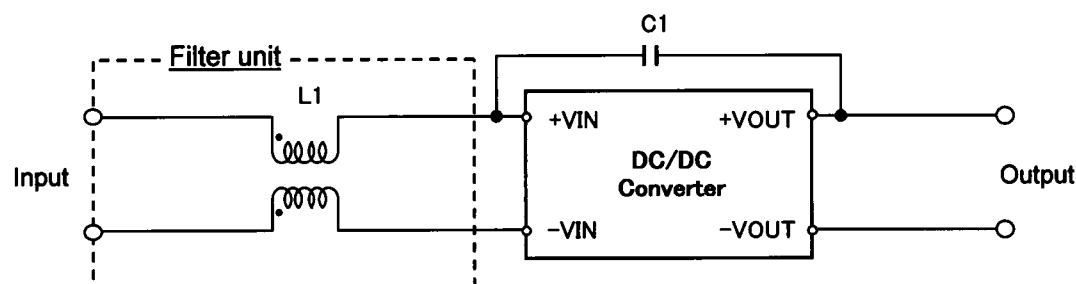 C1
Filter unit
L1
+VIN
+VOUT
DC/DC
Converter
Input
Output
-VIN
-VOUT